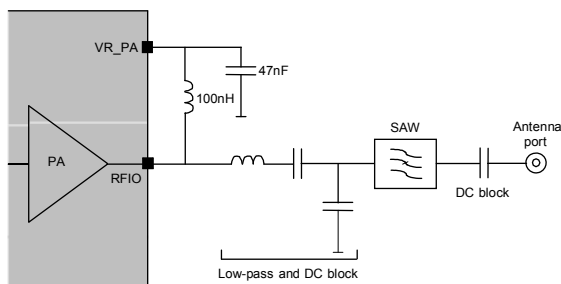 VR_PA
47nF
100nH
SAW
Antenna
port
PA
RFIO
DC block
Low-pass and DC block